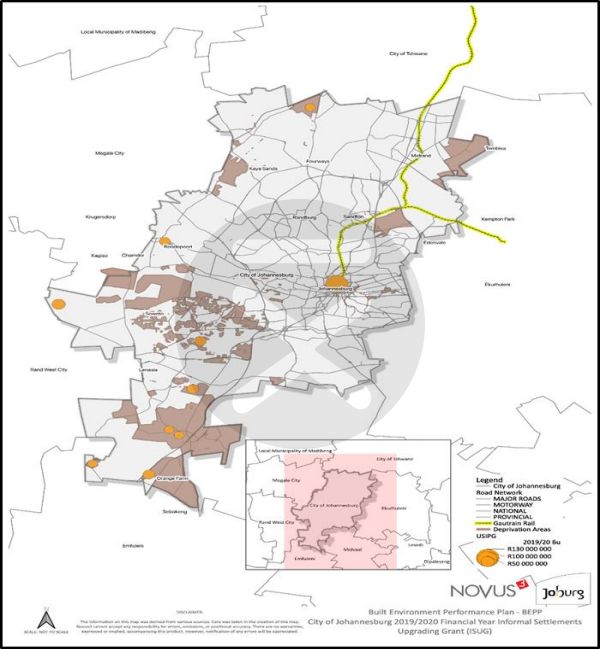 Local Municipality of Madibeng
City of Tshwane
Mogale City
Midrand
Tembisa
Fourways
Kaya Sands
Krugersdorp
Randburg
Sandton
Kempton Park
Roodepoort
Edenvale
Kagiso
Chamdor
City of Johannesburg
Ekurhuleni
Johannesburg
Soweto
Rand West City
Lenasia
Orange Farm
Sebokeng
Emfuleni
Local Municipality of Madibeng
City of Tshwane
Mogale City
City of Johannesburg
Ekurhuleni
Rand West City
Midvaal
Lesedi
Emfuleni
Dipaleseng
Legend
City of Johannesburg
Road Network
MAJOR ROADS
MOTORWAY
NATIONAL
PROVINCIAL
Gautrain Rail
Deprivation Areas
USIPG
2019/20 Bu
R130 000 000
R100 000 000
R50 000 000
NOVUS3
Joburg
N
SCALE: NOT TO SCALE
DISCLAIMER:
The information on this map was derived from various sources. Care was taken in the creation of this map.
Novus3 cannot accept any responsibility for errors, omissions, or positional accuracy. There are no warranties,
expressed or implied, accompanying this product. However, notification of any errors will be appreciated.
Built Environment Performance Plan - BEPP
City of Johannesburg 2019/2020 Financial Year Informal Settlements
Upgrading Grant (ISUG)